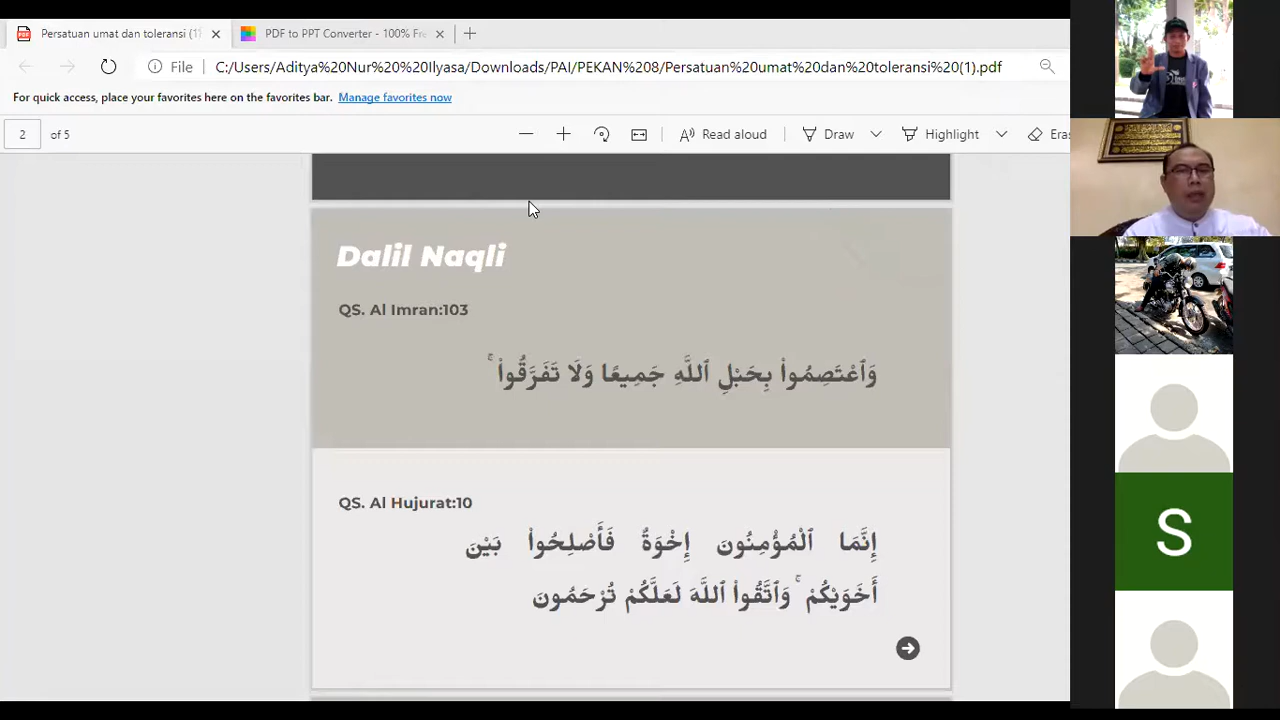 Persatuan umat dan toleransi (1)
PDF to PPT Converter - 100% Fre
File
C:/Users/Aditya%20Nur%20%20Ilyasa/Downloads/PAI/PEKAN%208/Persatuan%20umat%20dan%20toleransi%20(1).pdf
For quick access, place your favorites here on the favorites bar. Manage favorites now
2 of 5
Read aloud
Draw
Highlight
Eras
Dalil Naqli
QS. Al Imran:103
وَٱعْتَصِمُوا۟ بِحَبْلِ ٱللَّهِ جَمِيعًا وَلَا تَفَرَّقُوا۟ ۚ
QS. Al Hujurat:10
إِنَّمَا ٱلْمُؤْمِنُونَ إِخْوَةٌ فَأَصْلِحُوا۟ بَيْنَ
أَخَوَيْكُمْ ۚ وَٱتَّقُوا۟ ٱللَّهَ لَعَلَّكُمْ تُرْحَمُونَ
S